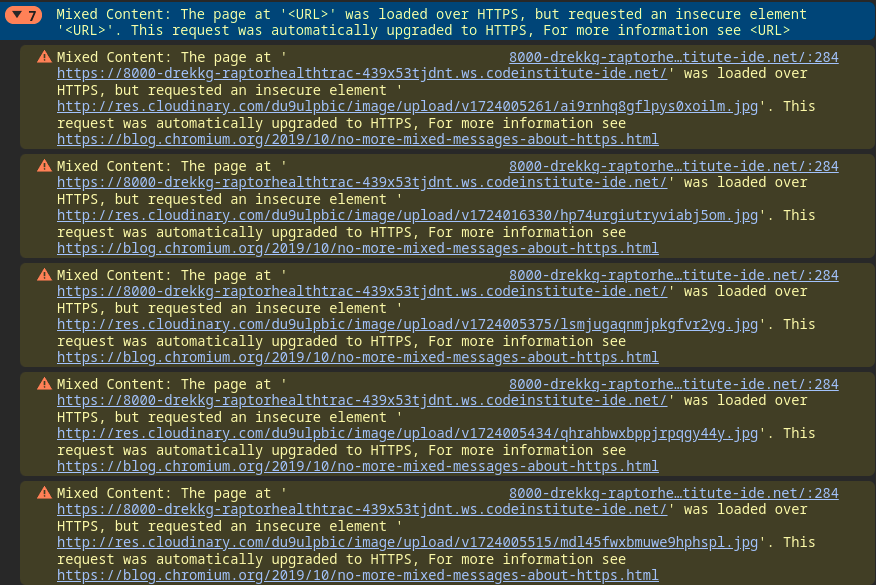 7 Mixed Content: The page at '<URL>' was loaded over HTTPS, but requested an insecure element
'<URL>'. This request was automatically upgraded to HTTPS, For more information see <URL>
Mixed Content: The page at ' 8000-drekkg-raptorhe…titute-ide.net/:284
https://8000-drekkg-raptorhealthtrac-439x53tjdnt.ws.codeinstitute-ide.net/' was loaded over
HTTPS, but requested an insecure element '
http://res.cloudinary.com/du9ulpbic/image/upload/v1724005261/ai9rnhq8gflpys0xoilm.jpg'. This
request was automatically upgraded to HTTPS, For more information see
https://blog.chromium.org/2019/10/no-more-mixed-messages-about-https.html
Mixed Content: The page at ' 8000-drekkg-raptorhe…titute-ide.net/:284
https://8000-drekkg-raptorhealthtrac-439x53tjdnt.ws.codeinstitute-ide.net/' was loaded over
HTTPS, but requested an insecure element '
http://res.cloudinary.com/du9ulpbic/image/upload/v1724016330/hp74urgiutryviabj5om.jpg'. This
request was automatically upgraded to HTTPS, For more information see
https://blog.chromium.org/2019/10/no-more-mixed-messages-about-https.html
Mixed Content: The page at ' 8000-drekkg-raptorhe…titute-ide.net/:284
https://8000-drekkg-raptorhealthtrac-439x53tjdnt.ws.codeinstitute-ide.net/' was loaded over
HTTPS, but requested an insecure element '
http://res.cloudinary.com/du9ulpbic/image/upload/v1724005375/lsmjugaqnmjpkgfvr2yg.jpg'. This
request was automatically upgraded to HTTPS, For more information see
https://blog.chromium.org/2019/10/no-more-mixed-messages-about-https.html
Mixed Content: The page at ' 8000-drekkg-raptorhe…titute-ide.net/:284
https://8000-drekkg-raptorhealthtrac-439x53tjdnt.ws.codeinstitute-ide.net/' was loaded over
HTTPS, but requested an insecure element '
http://res.cloudinary.com/du9ulpbic/image/upload/v1724005434/qhrahbwxbppjrpqgy44y.jpg'. This
request was automatically upgraded to HTTPS, For more information see
https://blog.chromium.org/2019/10/no-more-mixed-messages-about-https.html
Mixed Content: The page at ' 8000-drekkg-raptorhe…titute-ide.net/:284
https://8000-drekkg-raptorhealthtrac-439x53tjdnt.ws.codeinstitute-ide.net/' was loaded over
HTTPS, but requested an insecure element '
http://res.cloudinary.com/du9ulpbic/image/upload/v1724005515/mdl45fwxbmuwe9hphspl.jpg'. This
request was automatically upgraded to HTTPS, For more information see
https://blog.chromium.org/2019/10/no-more-mixed-messages-about-https.html